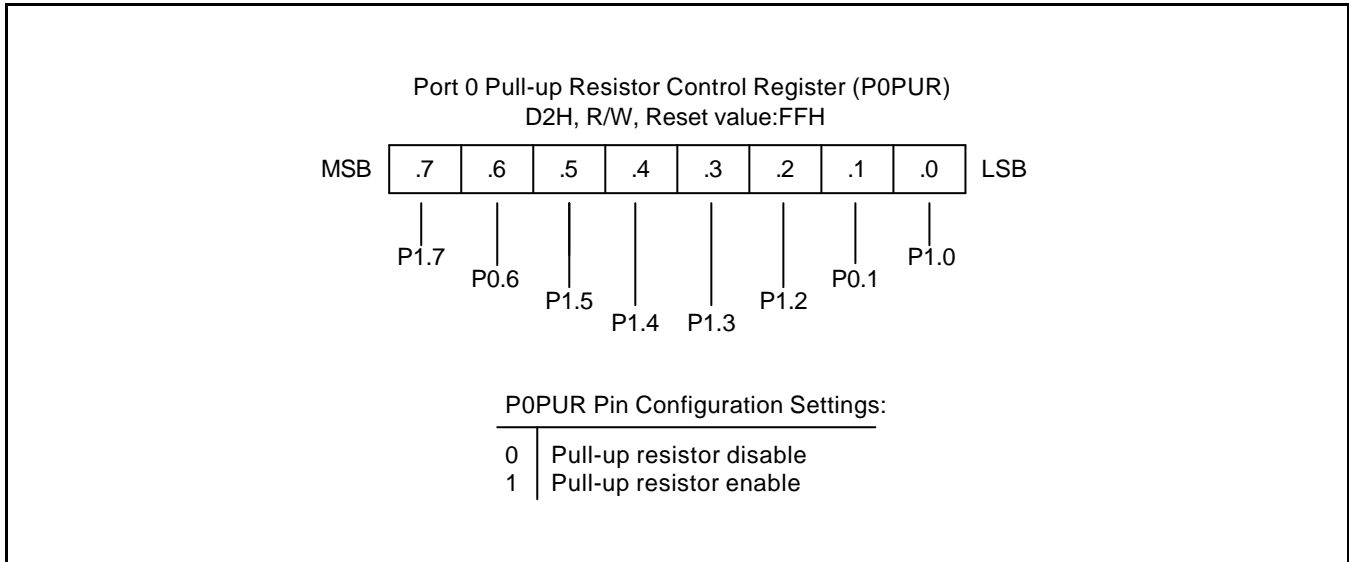 Port 0 Pull-up Resistor Control Register (P0PUR)
D2H, R/W, Reset value:FFH
MSB .7 .6 .5 .4 .3 .2 .1 .0 LSB
P1.7 P0.6 P1.5 P1.4 P1.3 P1.2 P0.1 P1.0
P0PUR Pin Configuration Settings:
0 Pull-up resistor disable
1 Pull-up resistor enable